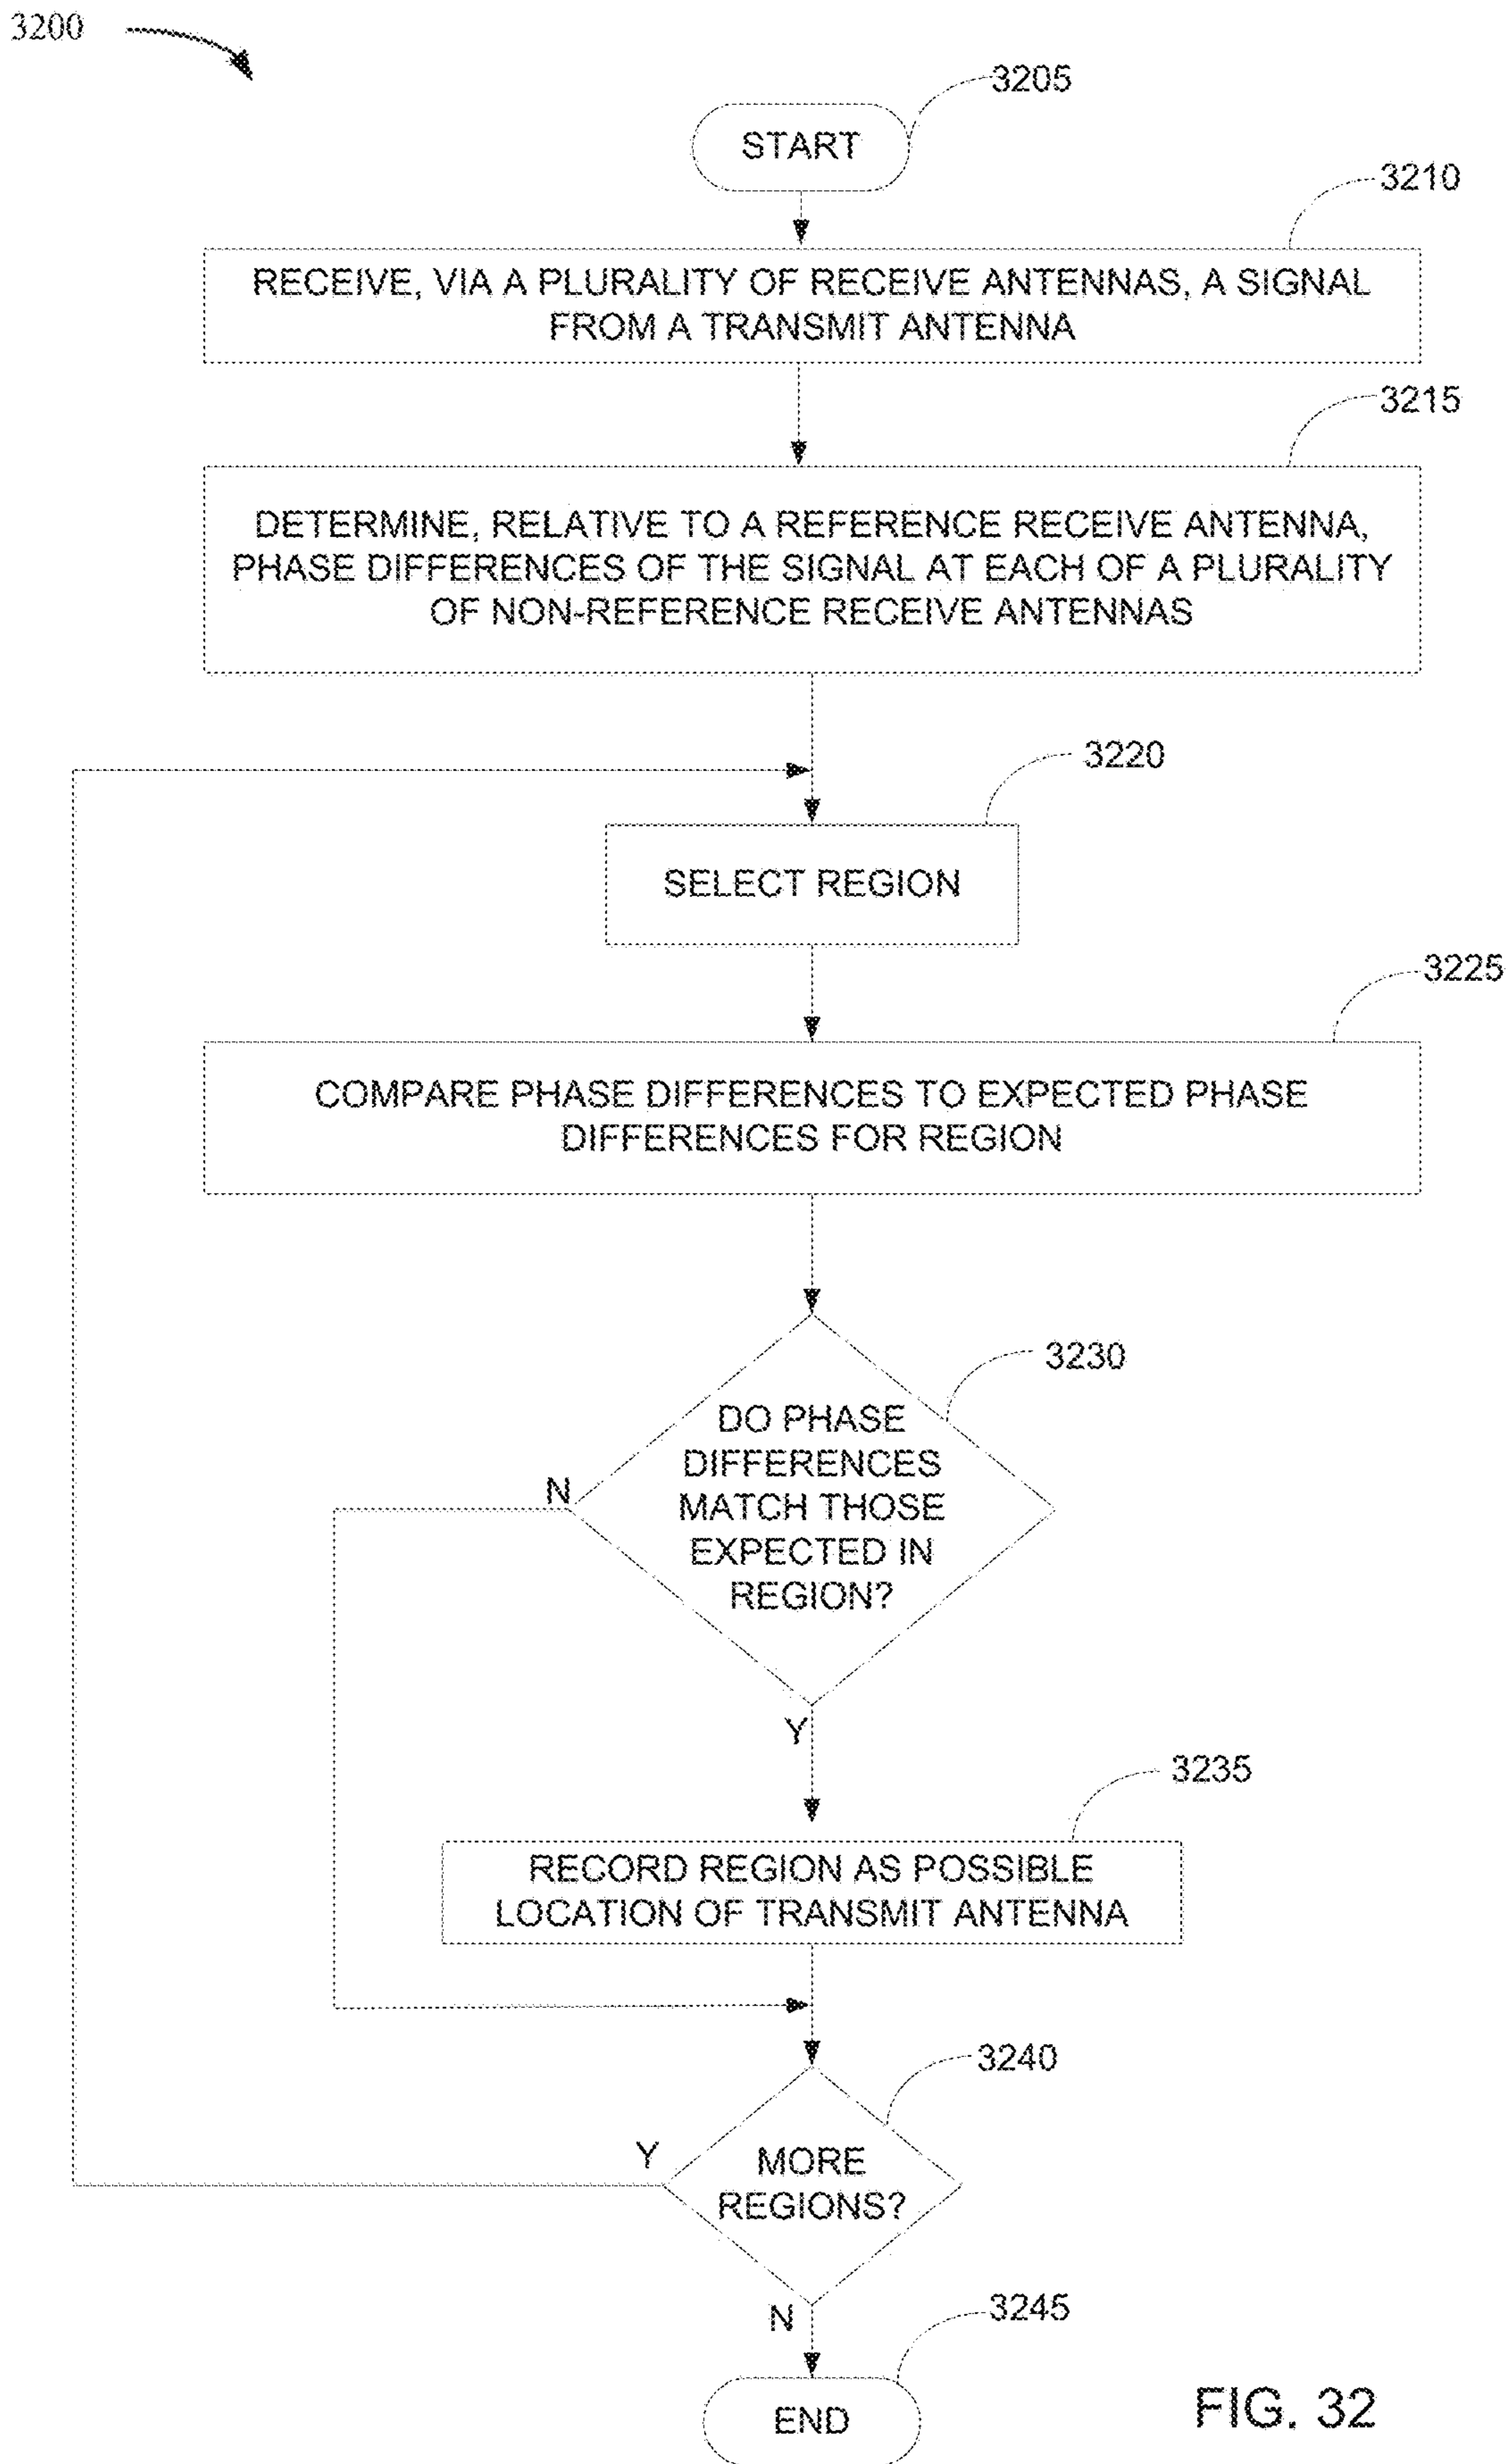 3200
3205
START
3210
RECEIVE, VIA A PLURALITY OF RECEIVE ANTENNAS, A SIGNAL
FROM A TRANSMIT ANTENNA
3215
DETERMINE, RELATIVE TO A REFERENCE RECEIVE ANTENNA,
PHASE DIFFERENCES OF THE SIGNAL AT EACH OF A PLURALITY
OF NON-REFERENCE RECEIVE ANTENNAS
3220
SELECT REGION
3225
COMPARE PHASE DIFFERENCES TO EXPECTED PHASE
DIFFERENCES FOR REGION
3230
DO PHASE
DIFFERENCES
MATCH THOSE
EXPECTED IN
REGION?
N
Y
3235
RECORD REGION AS POSSIBLE
LOCATION OF TRANSMIT ANTENNA
3240
MORE
REGIONS?
Y
N
3245
END
FIG. 32